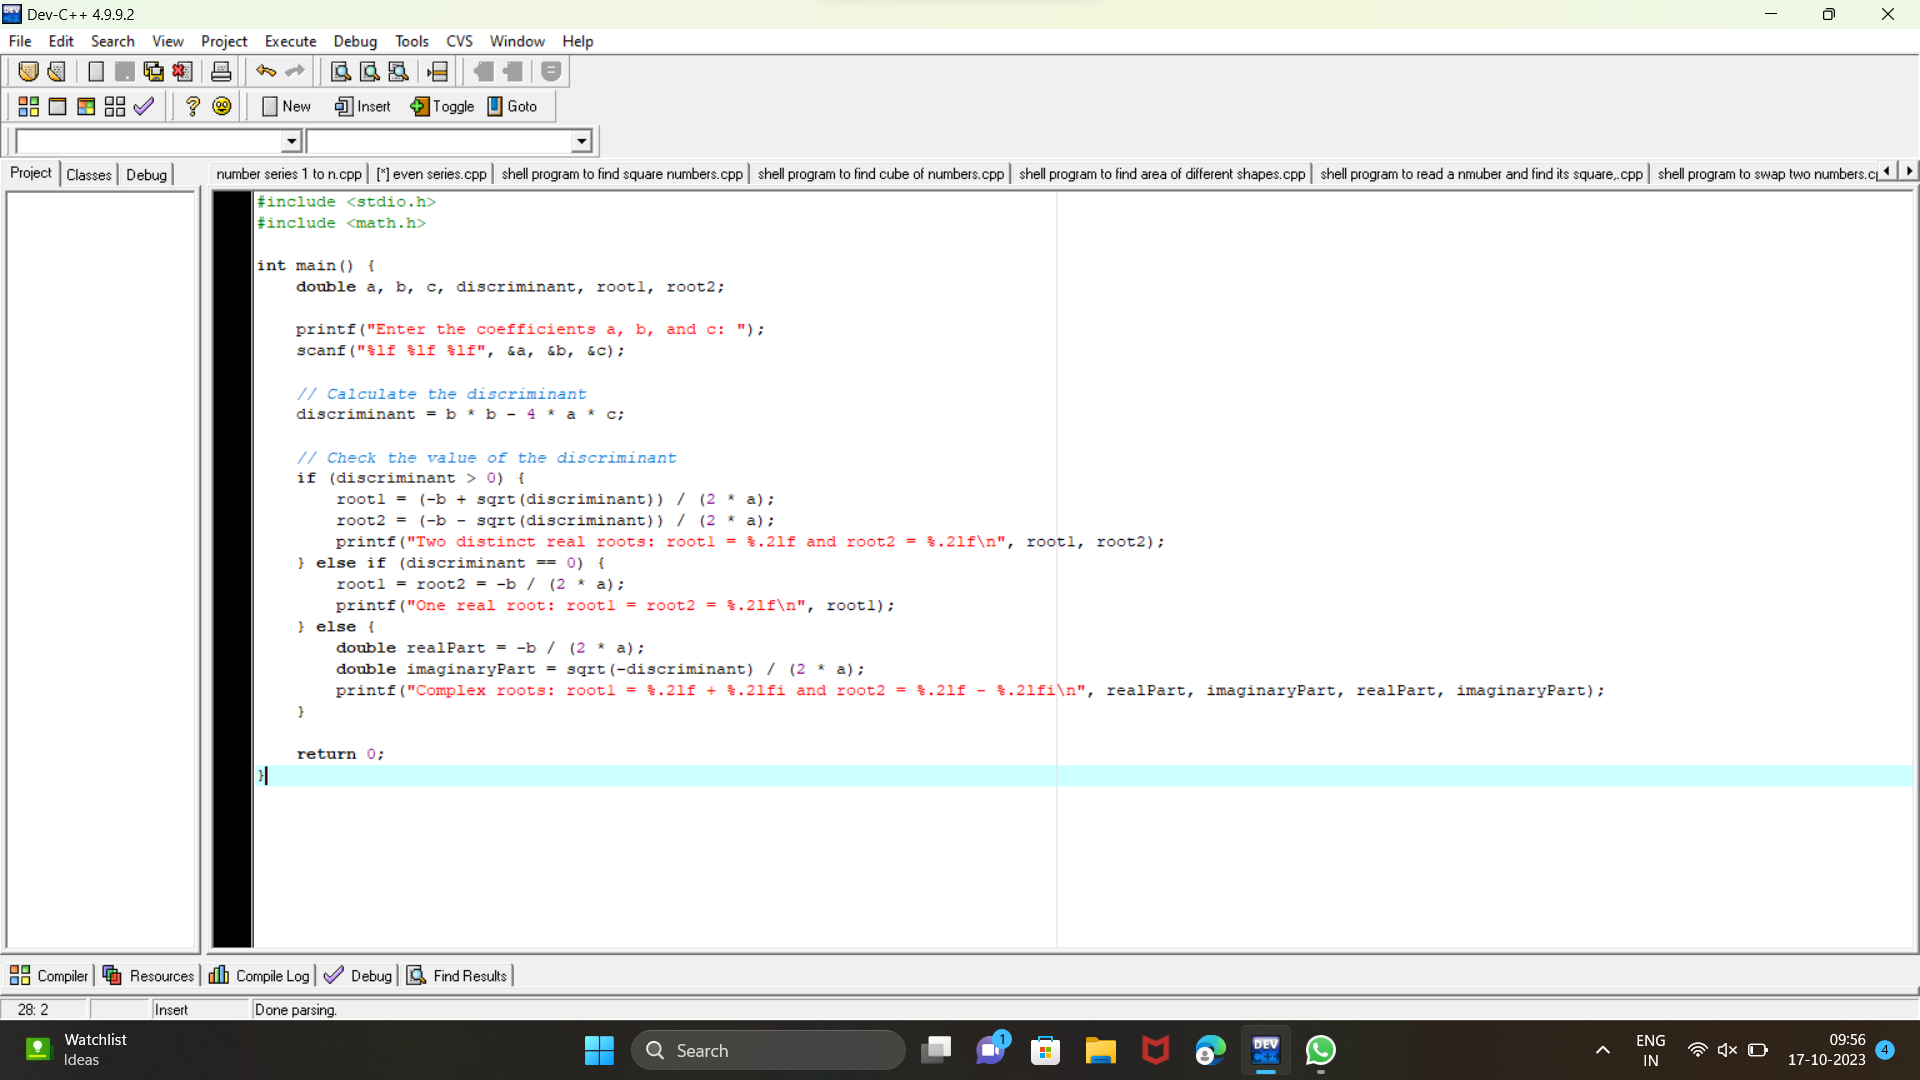 Dev-C++ 4.9.9.2
File Edit Search View Project Execute Debug Tools CVS Window Help
New Insert Toggle Goto
Project Classes Debug
number series 1 to n.cpp [*] even series.cpp shell program to find square numbers.cpp shell program to find cube of numbers.cpp shell program to find area of different shapes.cpp shell program to read a nmuber and find its square,.cpp shell program to swap two numbers.c
#include <stdio.h>
#include <math.h>
int main() {
    double a, b, c, discriminant, root1, root2;
    printf("Enter the coefficients a, b, and c: ");
    scanf("%lf %lf %lf", &a, &b, &c);
    // Calculate the discriminant
    discriminant = b * b - 4 * a * c;
    // Check the value of the discriminant
    if (discriminant > 0) {
        root1 = (-b + sqrt(discriminant)) / (2 * a);
        root2 = (-b - sqrt(discriminant)) / (2 * a);
        printf("Two distinct real roots: root1 = %.2lf and root2 = %.2lf\n", root1, root2);
    } else if (discriminant == 0) {
        root1 = root2 = -b / (2 * a);
        printf("One real root: root1 = root2 = %.2lf\n", root1);
    } else {
        double realPart = -b / (2 * a);
        double imaginaryPart = sqrt(-discriminant) / (2 * a);
        printf("Complex roots: root1 = %.2lf + %.2lfi and root2 = %.2lf - %.2lfi\n", realPart, imaginaryPart, realPart, imaginaryPart);
    }
    return 0;
}
Compiler Resources Compile Log Debug Find Results
28: 2 Insert Done parsing.
Watchlist
Ideas
Search
1
DEV C++
ENG
IN
09:56
17-10-2023
4